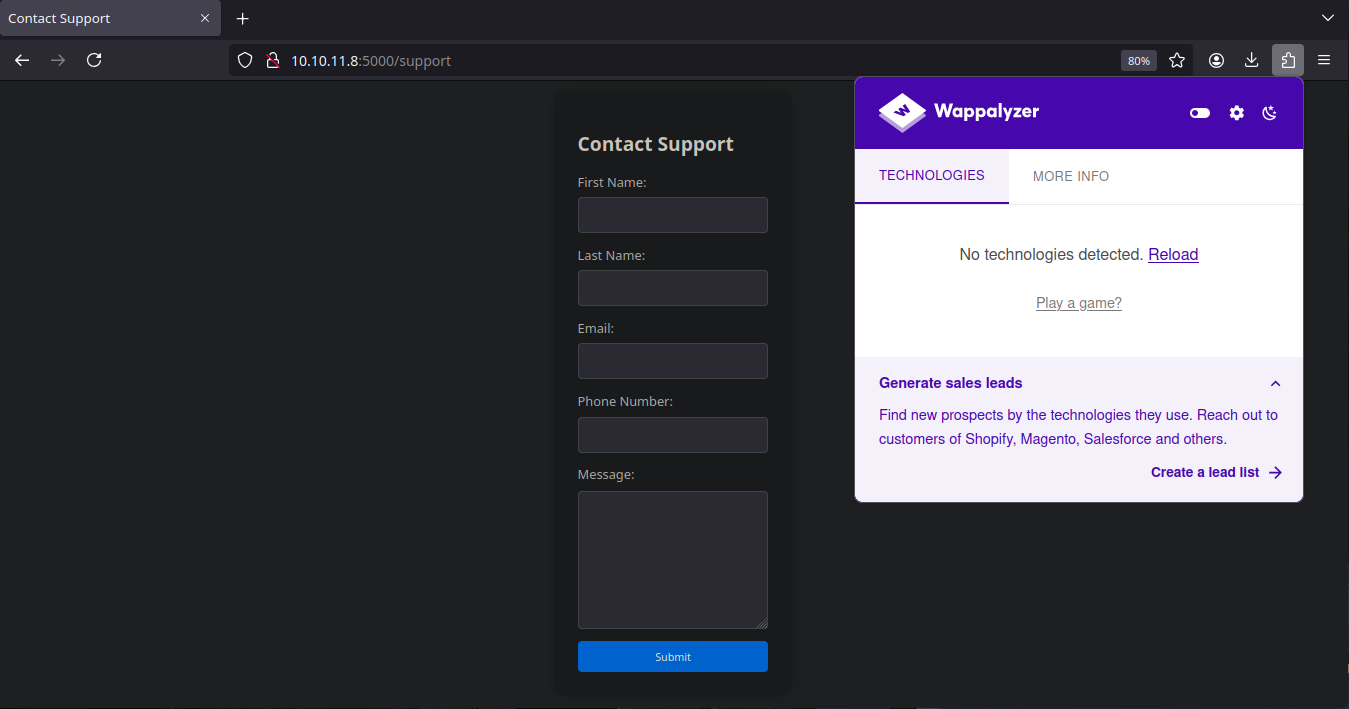 Contact Support
10.10.11.8:5000/support
80%
Contact Support
First Name:
Last Name:
Email:
Phone Number:
Message:
Submit
W Wappalyzer
TECHNOLOGIES MORE INFO
No technologies detected. Reload
Play a game?
Generate sales leads
Find new prospects by the technologies they use. Reach out to
customers of Shopify, Magento, Salesforce and others.
Create a lead list